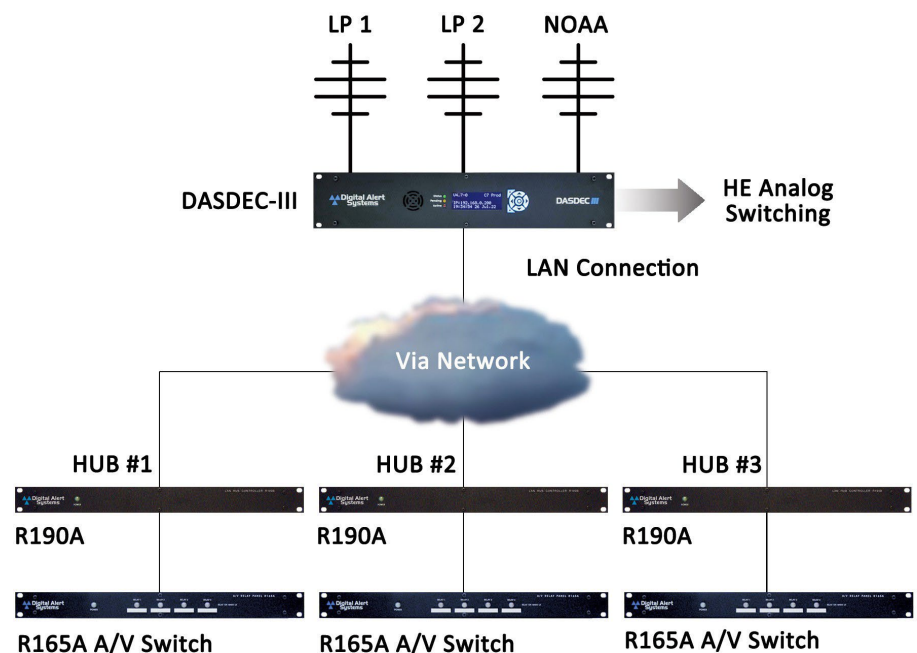 LP 1
LP 2
NOAA
DASDEC-III
Digital Alert
Systems
DASDEC III
HE Analog
Switching
LAN Connection
Via Network
HUB #1
HUB #2
HUB #3
Digital Alert
Systems
Digital Alert
Systems
Digital Alert
Systems
R190A
R190A
R190A
Digital Alert
Systems
Digital Alert
Systems
Digital Alert
Systems
R165A A/V Switch
R165A A/V Switch
R165A A/V Switch